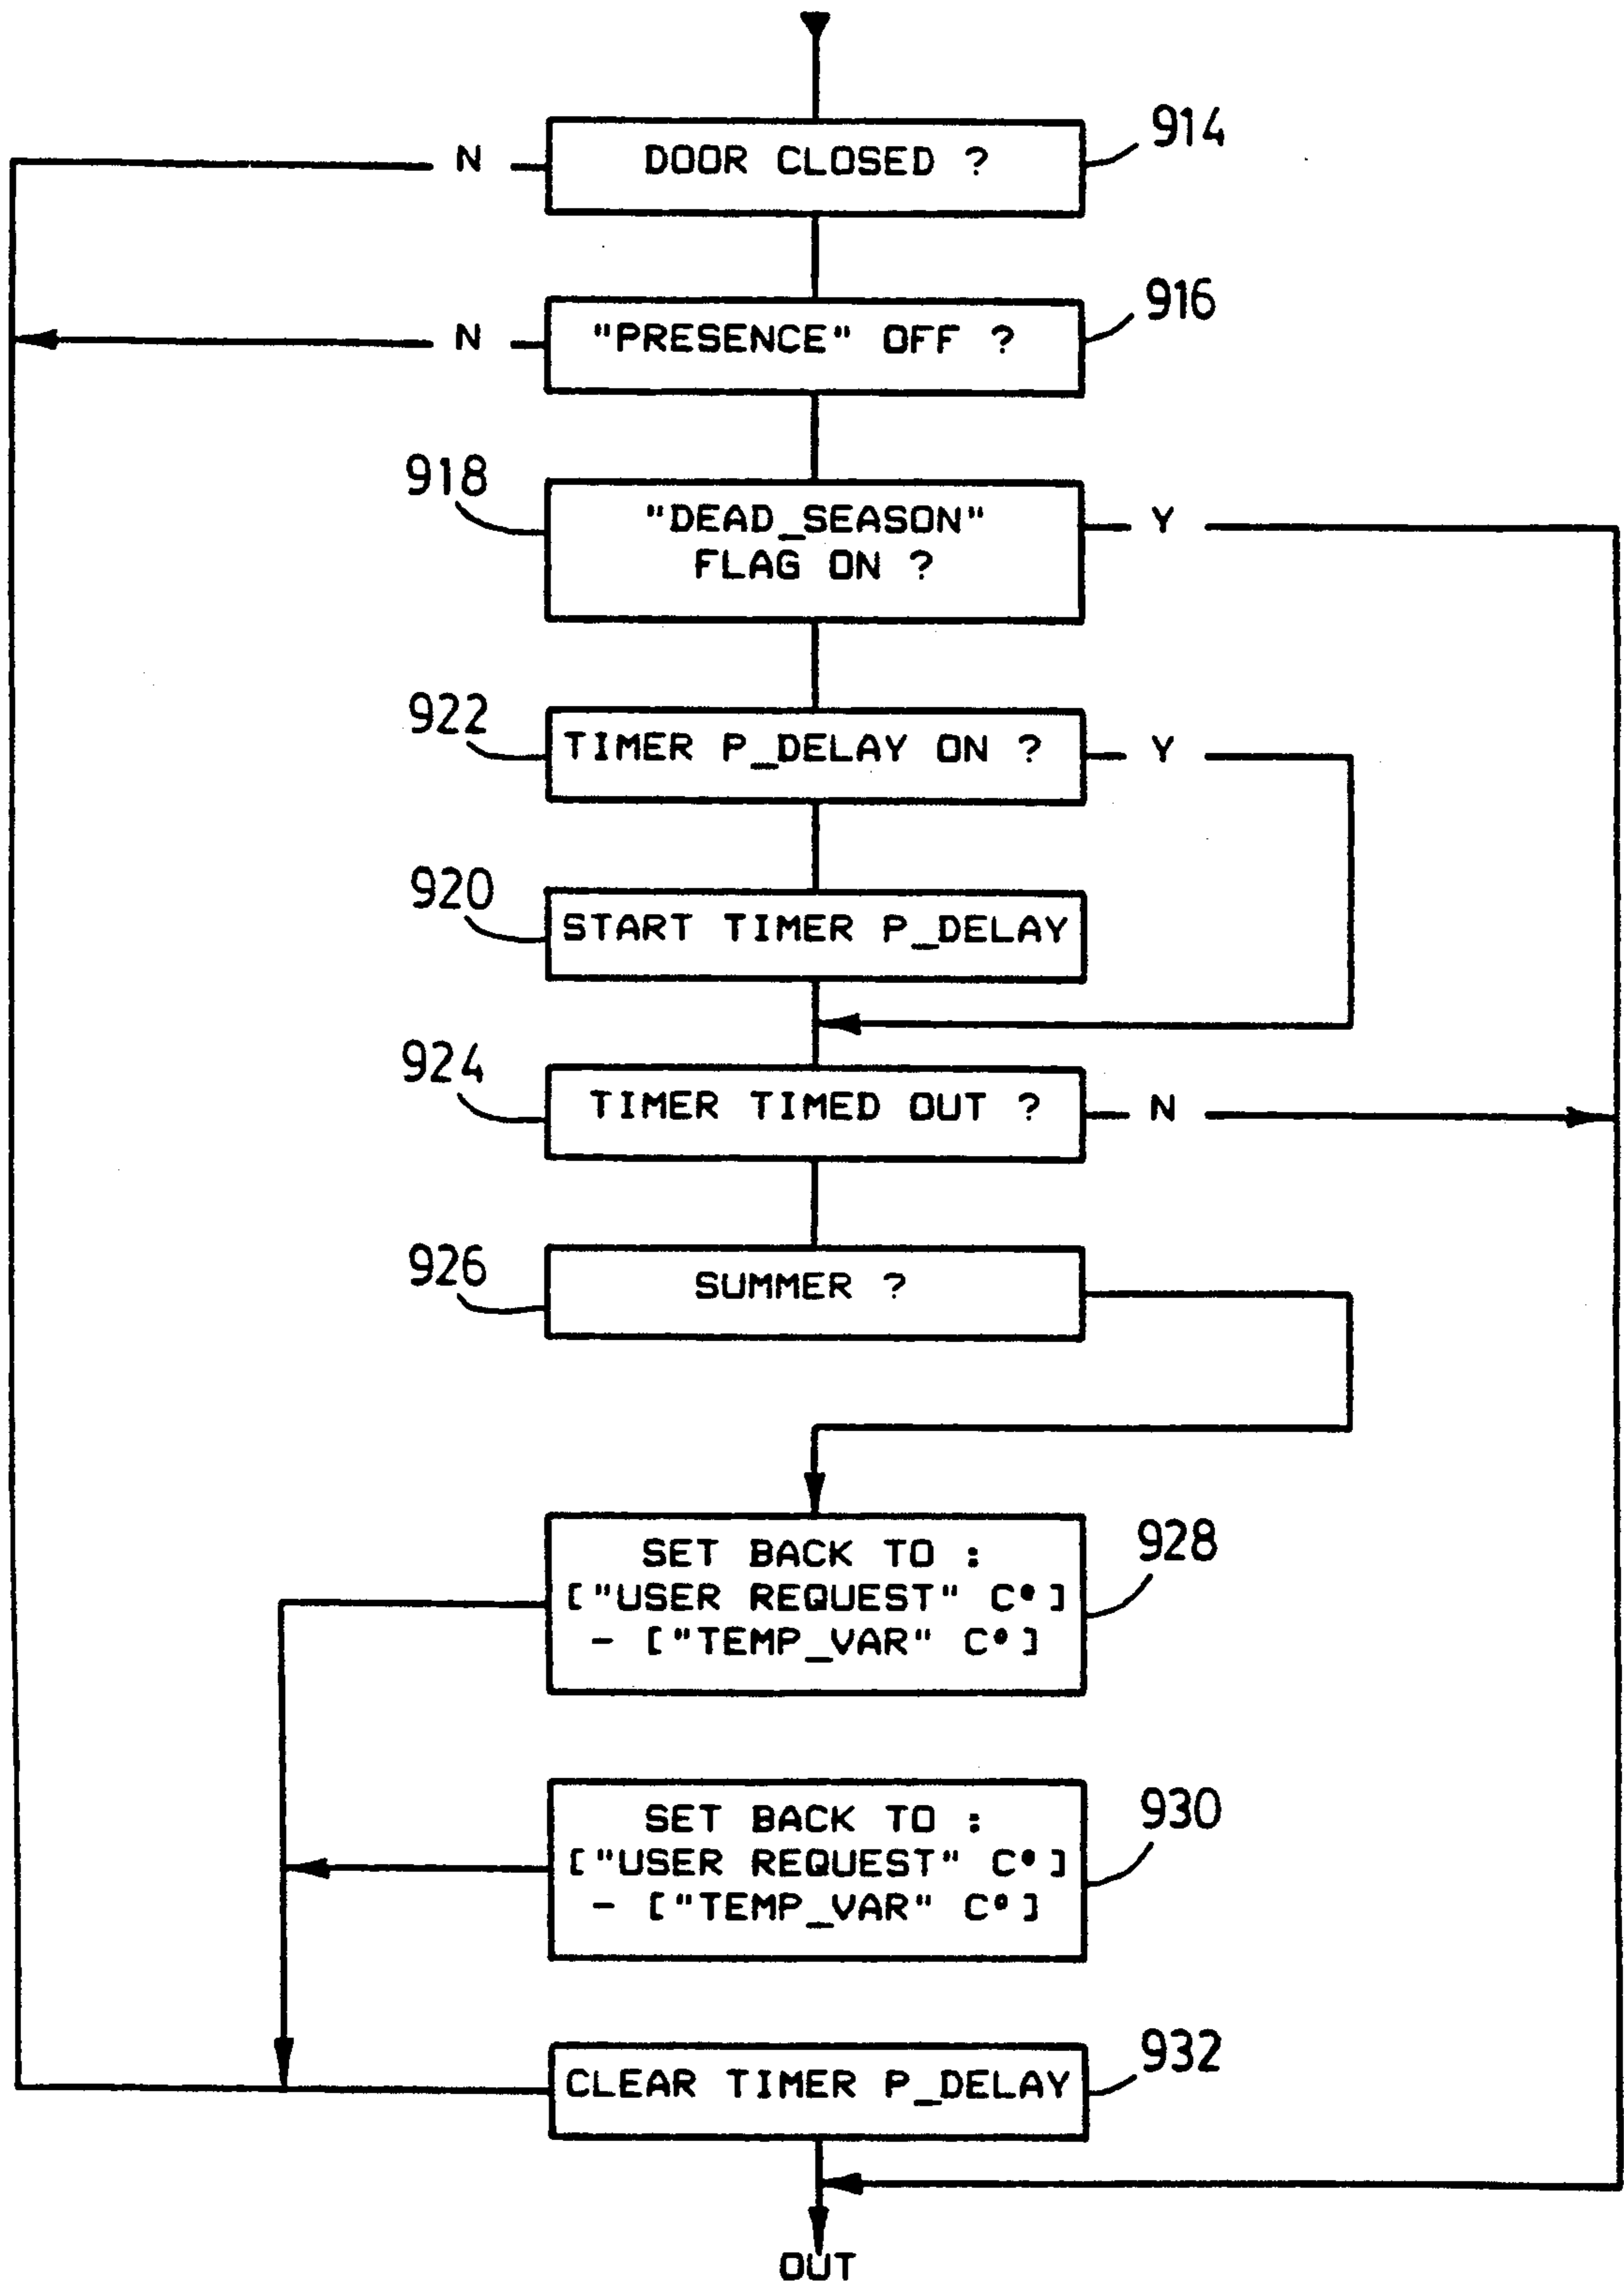 914
N
DOOR CLOSED ?
916
N
"PRESENCE" OFF ?
918
"DEAD_SEASON"
FLAG ON ?
Y
922
TIMER P_DELAY ON ?
Y
920
START TIMER P_DELAY
924
TIMER TIMED OUT ?
N
926
SUMMER ?
928
SET BACK TO :
["USER REQUEST" C°]
- ["TEMP_VAR" C°]
930
SET BACK TO :
["USER REQUEST" C°]
- ["TEMP_VAR" C°]
932
CLEAR TIMER P_DELAY
OUT